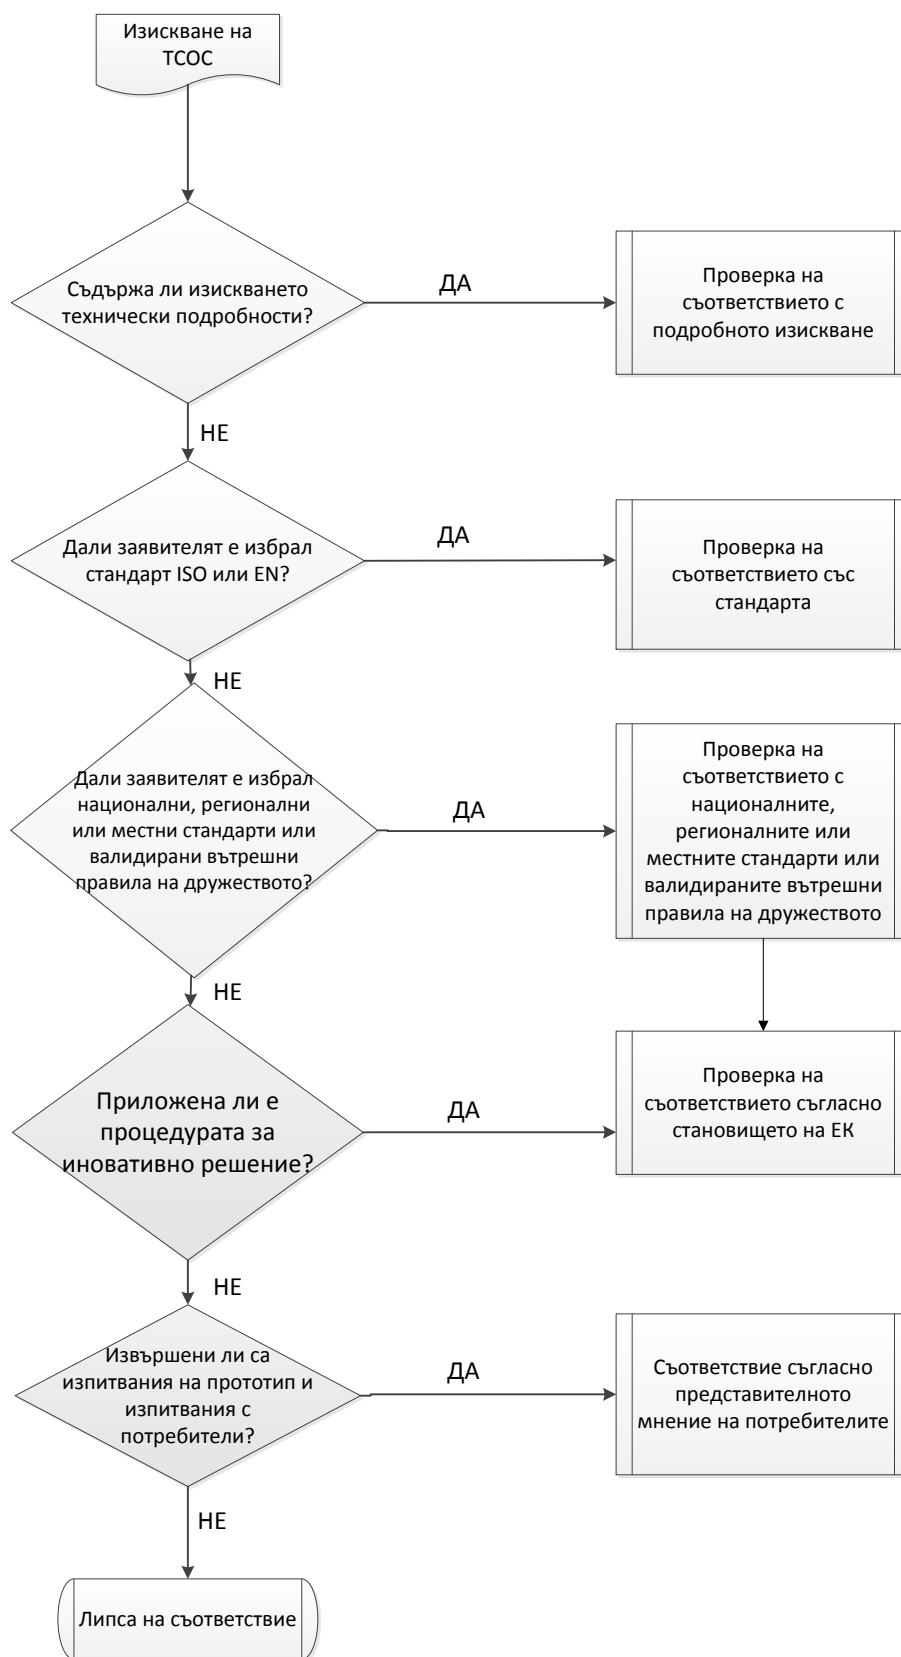 Изискване на
ТСОС
Съдържа ли изискването
технически подробности?
ДА
Проверка на
съответствието с
подробното изискване
НЕ
Дали заявителят е избрал
стандарт ISO или EN?
ДА
Проверка на
съответствието със
стандарта
НЕ
Дали заявителят е избрал
национални, регионални
или местни стандарти или
валидирани вътрешни
правила на дружеството?
ДА
Проверка на
съответствието с
националните,
регионалните или
местните стандарти или
валидираните вътрешни
правила на дружеството
НЕ
Приложена ли е
процедурата за
иновативно решение?
ДА
Проверка на
съответствието съгласно
становището на ЕК
НЕ
Извършени ли са
изпитвания на прототип и
изпитвания с
потребители?
ДА
Съответствие съгласно
представителното
мнение на потребителите
НЕ
Липса на съответствие